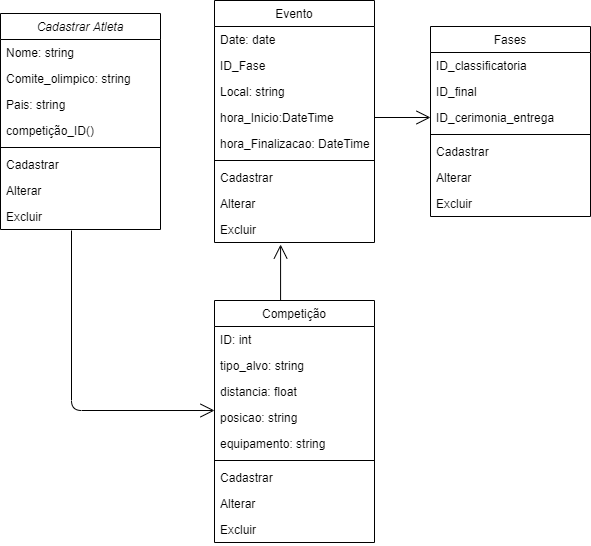 Cadastrar Atleta
Nome: string
Comite_olimpico: string
Pais: string
competição_ID()
Cadastrar
Alterar
Excluir
Evento
Date: date
ID_Fase
Local: string
hora_Inicio:DateTime
hora_Finalizacao: DateTime
Cadastrar
Alterar
Excluir
Fases
ID_classificatoria
ID_final
ID_cerimonia_entrega
Cadastrar
Alterar
Excluir
Competição
ID: int
tipo_alvo: string
distancia: float
posicao: string
equipamento: string
Cadastrar
Alterar
Excluir